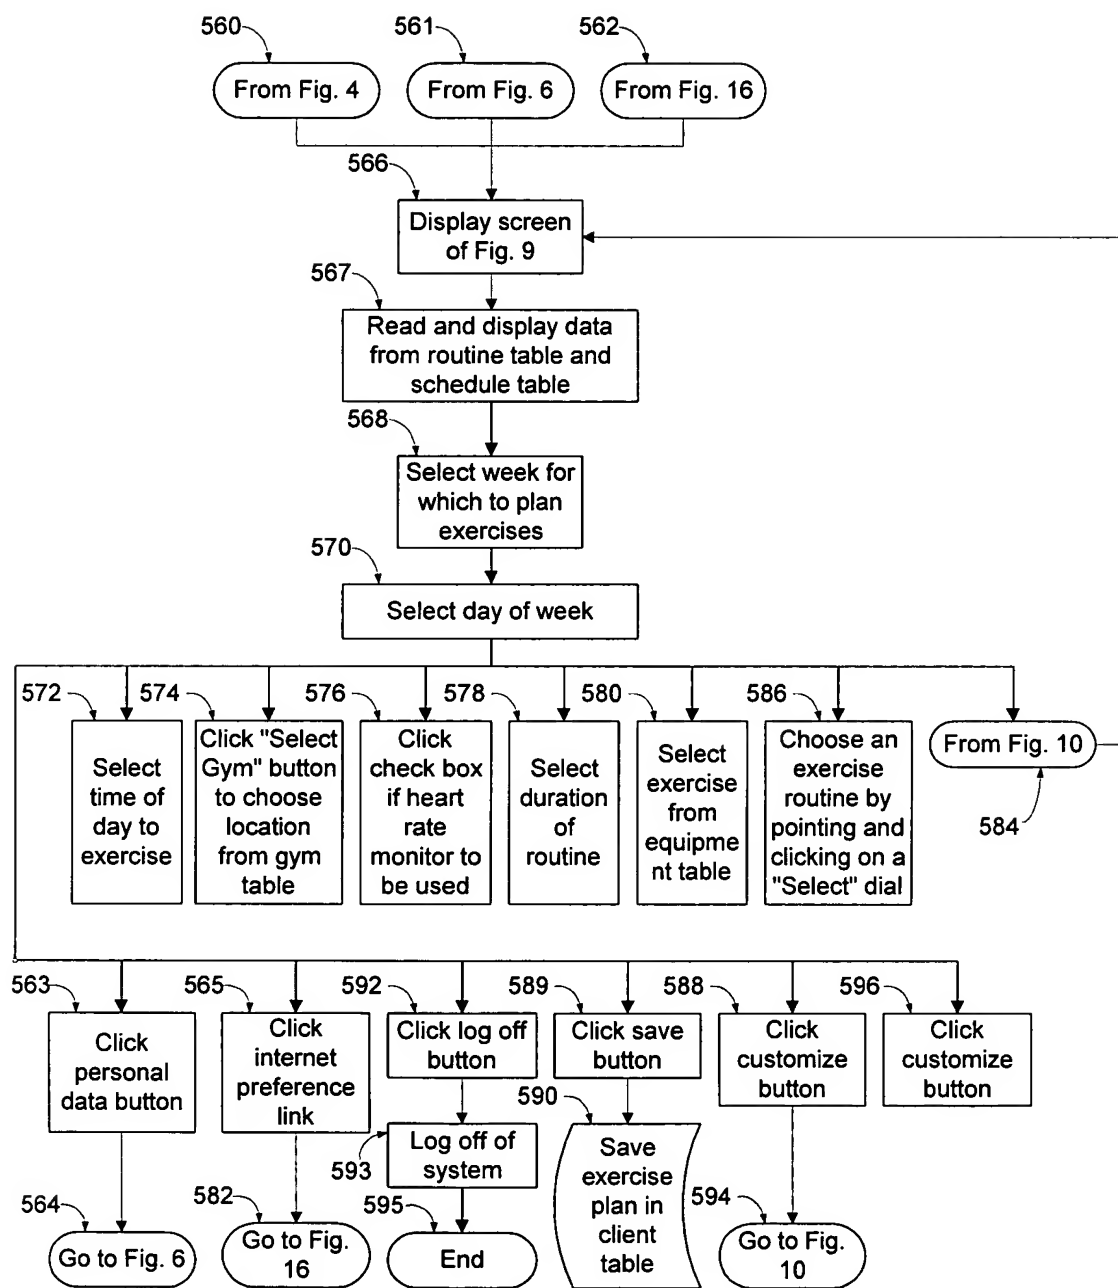 560
561
562
From Fig. 4
From Fig. 6
From Fig. 16
566
Display screen
of Fig. 9
567
Read and display data
from routine table and
schedule table
568
Select week for
which to plan
exercises
570
Select day of week
572
Select
time of
day to
exercise
574
Click "Select
Gym" button
to choose
location
from gym
table
576
Click
check box
if heart
rate
monitor to
be used
578
Select
duration
of
routine
580
Select
exercise
from
equipme
nt table
586
Choose an
exercise
routine by
pointing and
clicking on a
"Select" dial
From Fig. 10
584
563
Click
personal
data button
565
Click
internet
preference
link
592
Click log off
button
589
Click save
button
588
Click
customize
button
596
Click
customize
button
593
Log off of
system
590
Save
exercise
plan in
client
table
564
Go to Fig. 6
582
Go to Fig.
16
595
End
594
Go to Fig.
10